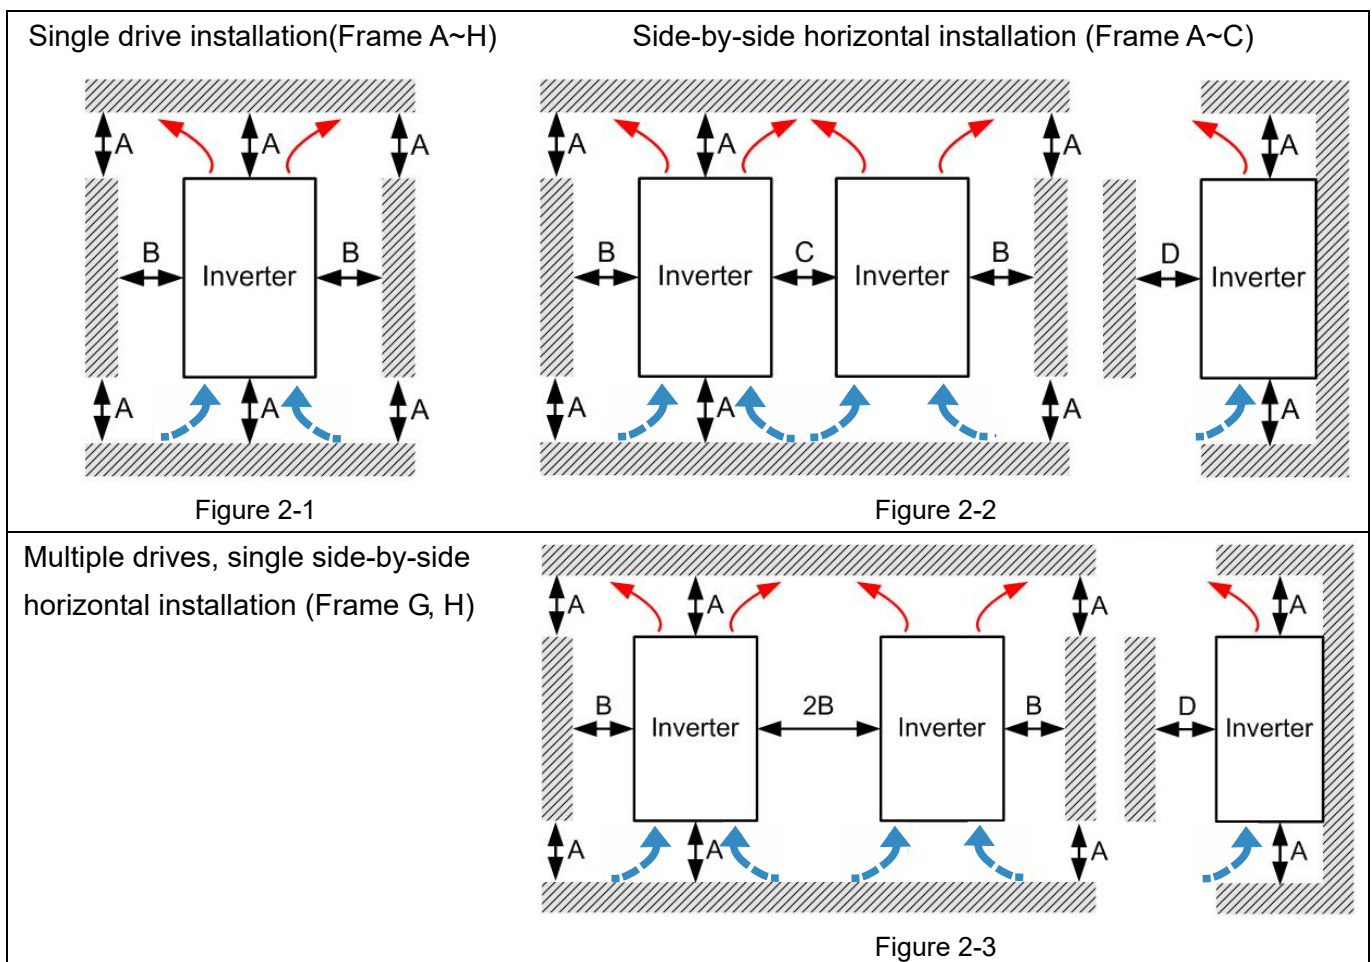 Single drive installation(Frame A~H)
Side-by-side horizontal installation (Frame A~C)
A A A
B B
Inverter
A A A
Figure 2-1
A A A A
B C B D
Inverter Inverter Inverter
A A A A
Figure 2-2
Multiple drives, single side-by-side
horizontal installation (Frame G, H)
A A A A
B 2B B D
Inverter Inverter Inverter
A A A A
Figure 2-3